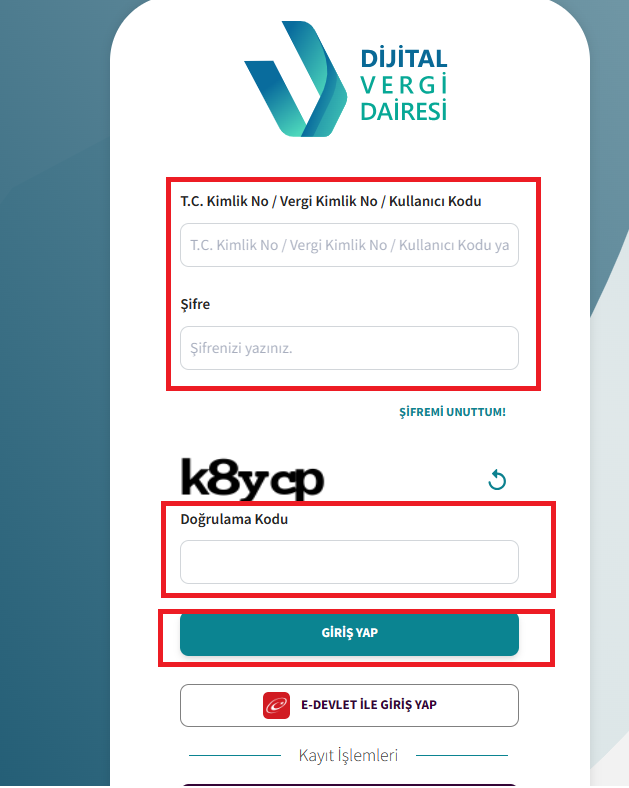 DİJİTAL
VERGİ
DAİRESİ
T.C. Kimlik No / Vergi Kimlik No / Kullanıcı Kodu
T.C. Kimlik No / Vergi Kimlik No / Kullanıcı Kodu ya
Şifre
Şifrenizi yazınız.
ŞİFREMİ UNUTTUM!
k8ycp
Doğrulama Kodu
GİRİŞ YAP
E-DEVLET İLE GİRİŞ YAP
Kayıt İşlemleri